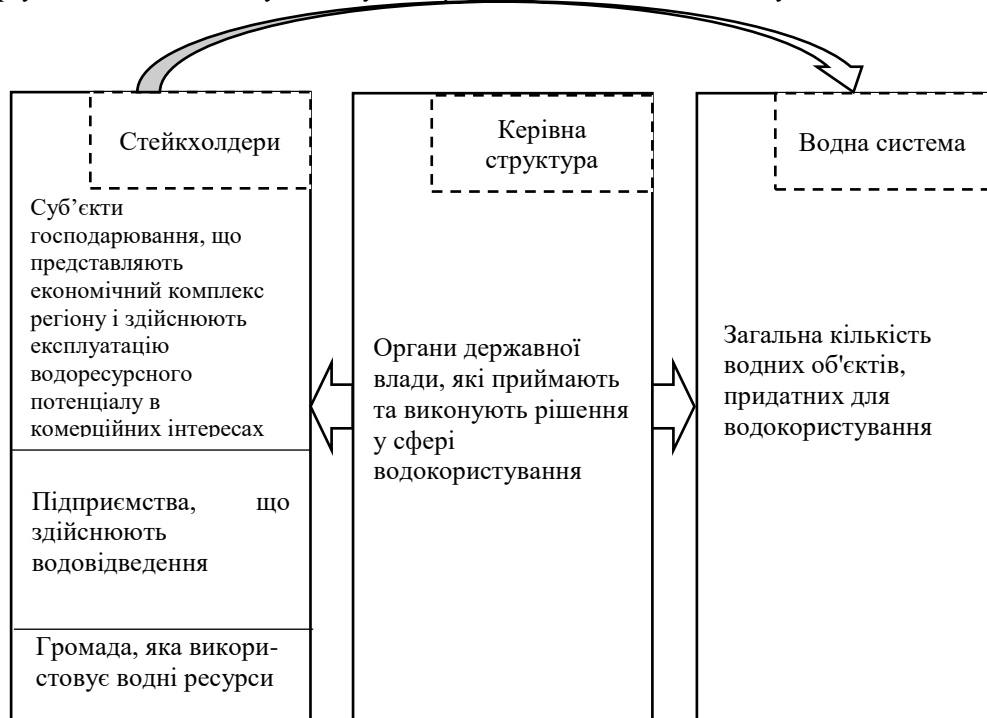 Стейкхолдери
Суб’єкти
господарювання, що
представляють
економічний комплекс
регіону і здійснюють
експлуатацію
водоресурсного
потенціалу в
комерційних інтересах
Підприємства, що
здійснюють
водовідведення
Громада, яка викори-
стовує водні ресурси
Керівна
структура
Органи державної
влади, які приймають
та виконують рішення
у сфері
водокористування
Водна система
Загальна кількість
водних об'єктів,
придатних для
водокористування